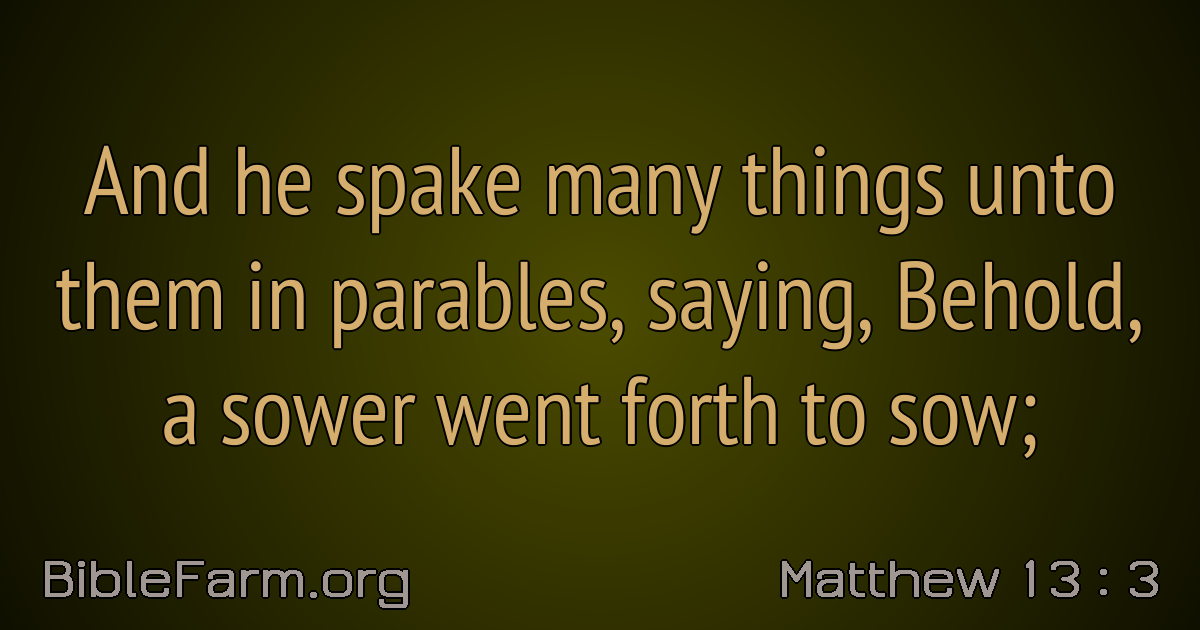 And he spake many things unto
them in parables, saying, Behold,
a sower went forth to sow;
BibleFarm.org
Matthew 13 : 3